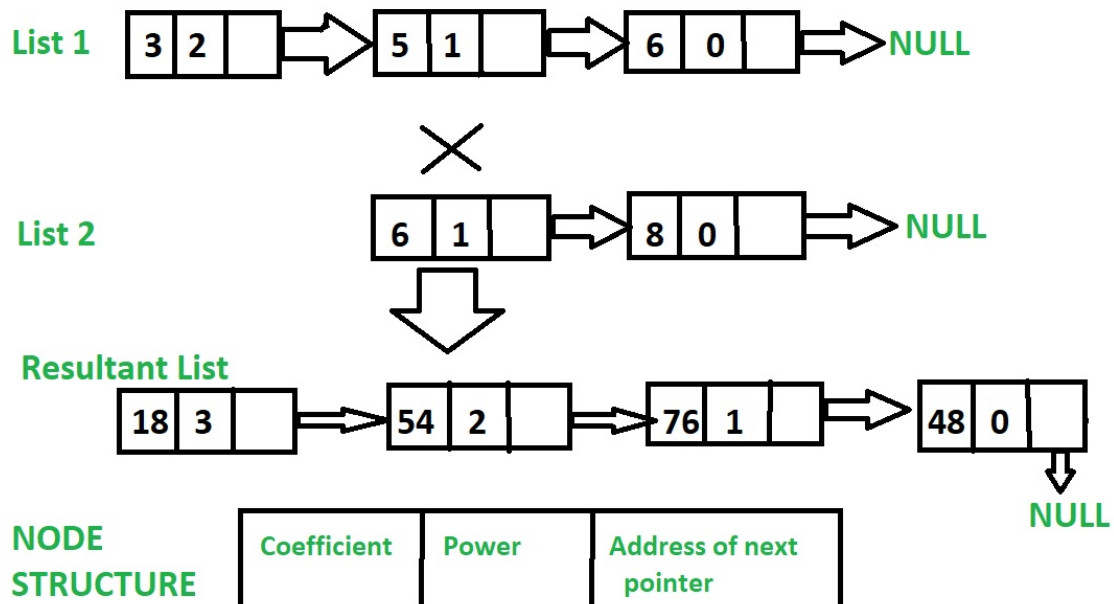 List 1 3 2 5 1 6 0 NULL
List 2 6 1 8 0 NULL
Resultant List
18 3 54 2 76 1 48 0
NULL
NODE STRUCTURE
Coefficient Power Address of next pointer